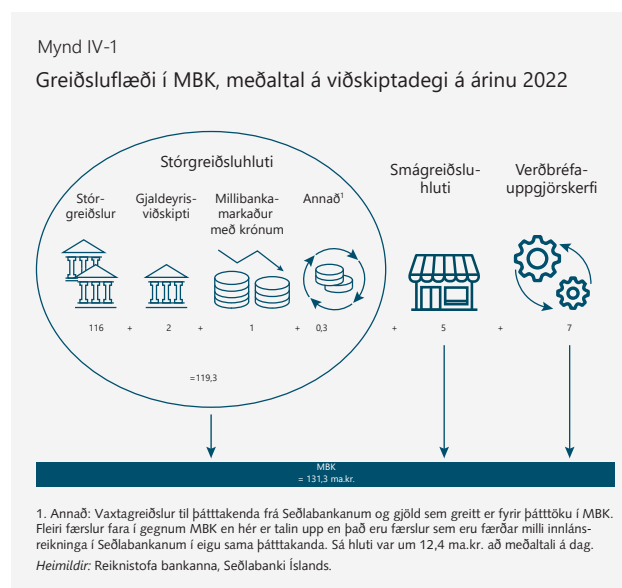 Mynd IV-1
Greiðsluflæði í MBK, meðaltal á viðskiptadegi á árinu 2022
Stórgreiðsluhluti
Smágreiðslu-
hluti
Verðbréfa-
uppgjörskerfi
Stór-
greiðslur
Gjaldeyris-
viðskipti
Millibanka-
markaður
með krónum
Annað¹
116 + 2 + 1 + 0,3 + 5 + 7
=119,3
MBK
= 131,3 ma.kr.
1. Annað: Vaxtagreiðslur til þátttakenda frá Seðlabankanum og gjöld sem greitt er fyrir þátttöku í MBK.
Fleiri færslur fara í gegnum MBK en hér er talin upp en það eru færslur sem eru færðar milli innláns-
reikninga í Seðlabankanum í eigu sama þátttakanda. Sá hluti var um 12,4 ma.kr. að meðaltali á dag.
Heimildir: Reiknistofa bankanna, Seðlabanki Íslands.